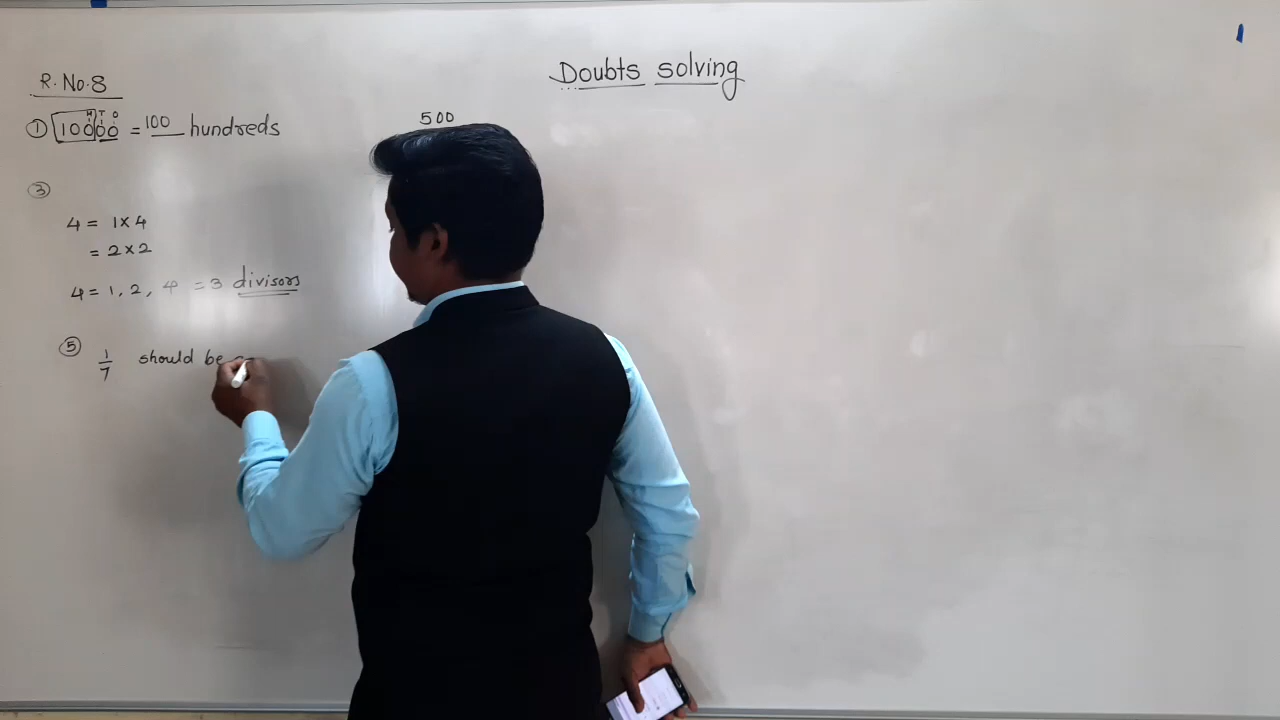 Doubts solving
R. No. 8
① 10000 = 100 hundreds
H T O
500
③
4 = 1 x 4
= 2 x 2
4 = 1, 2, 4 = 3 divisors
⑤ 1/7 should be